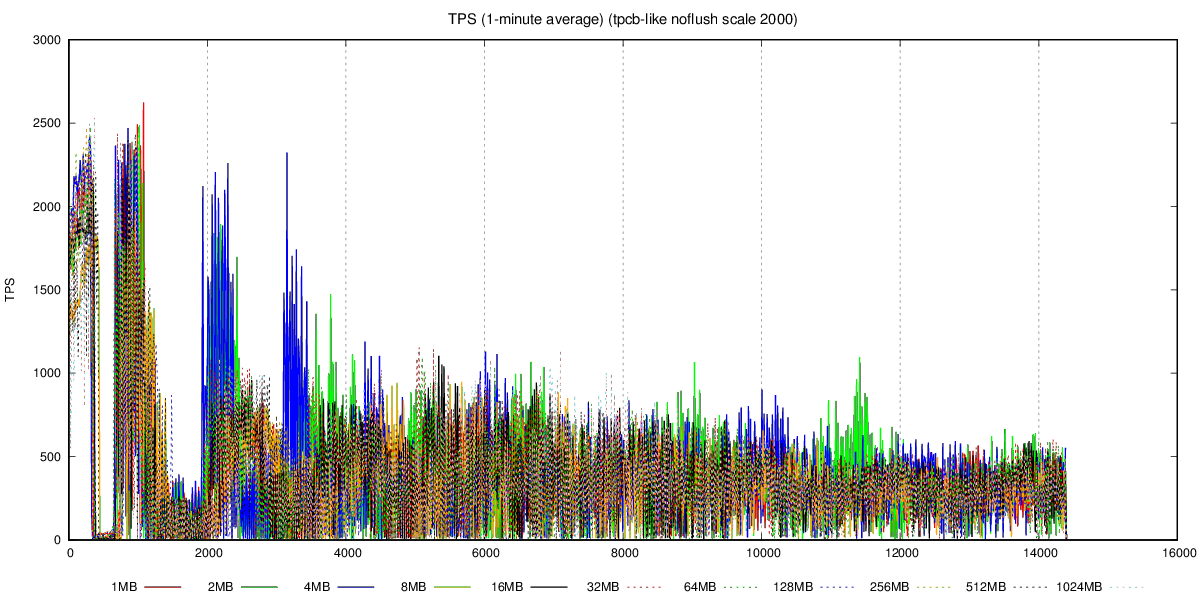 TPS (1-minute average) (tpcb-like noflush scale 2000)
3000
2500
2000
1500
1000
500
0
TPS
0 2000 4000 6000 8000 10000 12000 14000 16000
1MB 2MB 4MB 8MB 16MB 32MB 64MB 128MB 256MB 512MB 1024MB